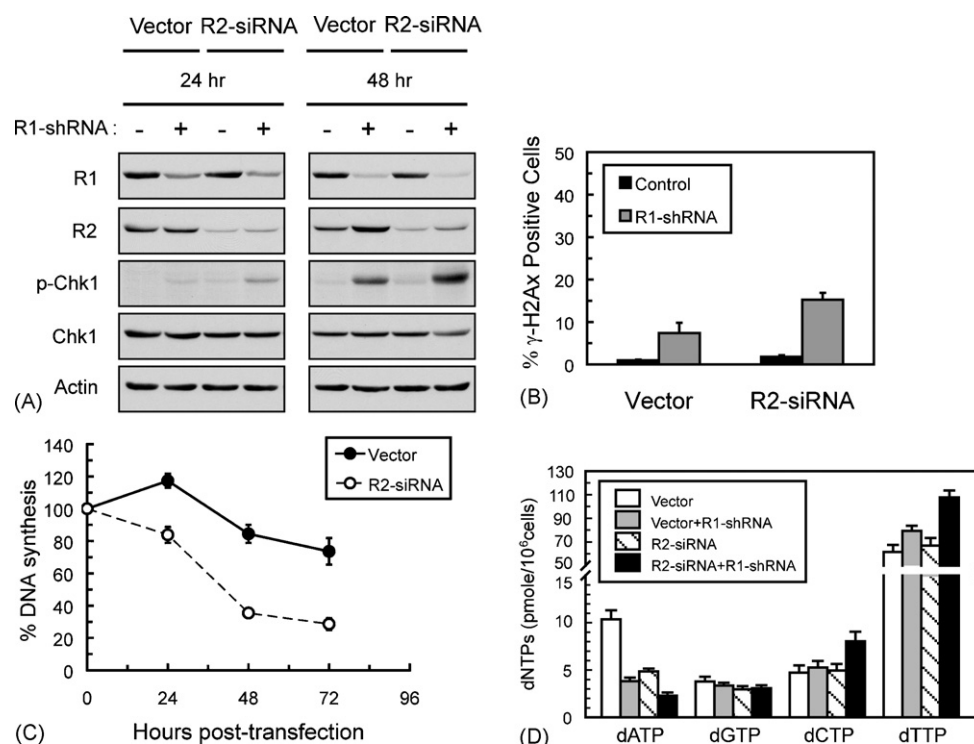 Vector R2-siRNA Vector R2-siRNA
24 hr 48 hr
R1-shRNA : - + - + - + - +
R1
R2
p-Chk1
Chk1
Actin
(A)
% γ-H2Ax Positive Cells
50
40
30
20
10
0
Control
R1-shRNA
Vector R2-siRNA
(B)
% DNA synthesis
140
120
100
80
60
40
20
0
Vector
R2-siRNA
0 24 48 72 96
Hours post-transfection
(C)
dNTPs (pmole/10⁶cells)
130
110
90
70
50
15
10
5
0
Vector
Vector+R1-shRNA
R2-siRNA
R2-siRNA+R1-shRNA
dATP dGTP dCTP dTTP
(D)